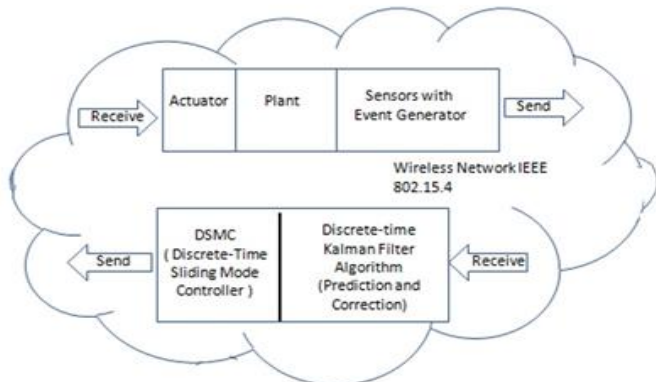 Receive
Actuator
Plant
Sensors with
Event Generator
Send
Wireless Network IEEE
802.15.4
Send
DSMC
( Discrete-Time
Sliding Mode
Controller )
Discrete-time
Kalman Filter
Algorithm
(Prediction and
Correction)
Receive